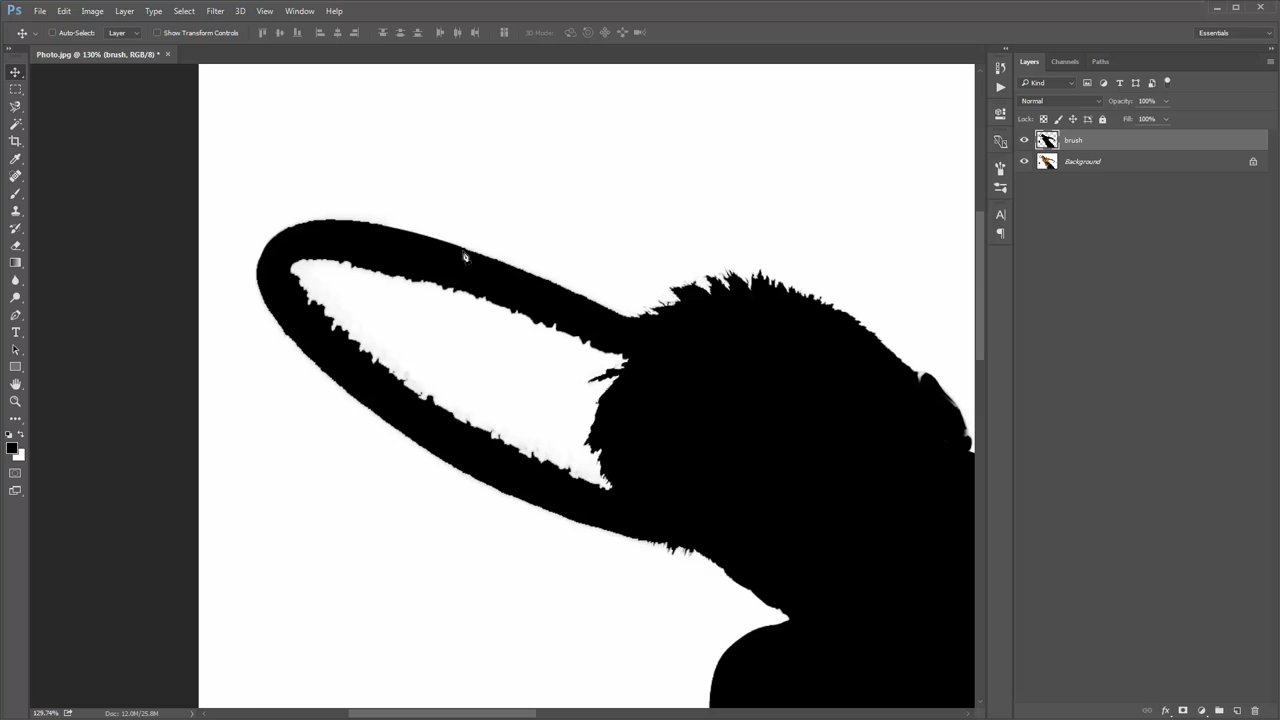 Ps File Edit Image Layer Type Select Filter 3D View Window Help
Auto-Select: Layer Show Transform Controls 3D Mode Essentials
Photo.jpg @ 130% (brush, RGB/8) * ×
Layers Channels Paths
Kind
Normal Opacity: 100%
Lock: Fill: 100%
brush
Background
129.74% Doc: 12.0M/25.8M